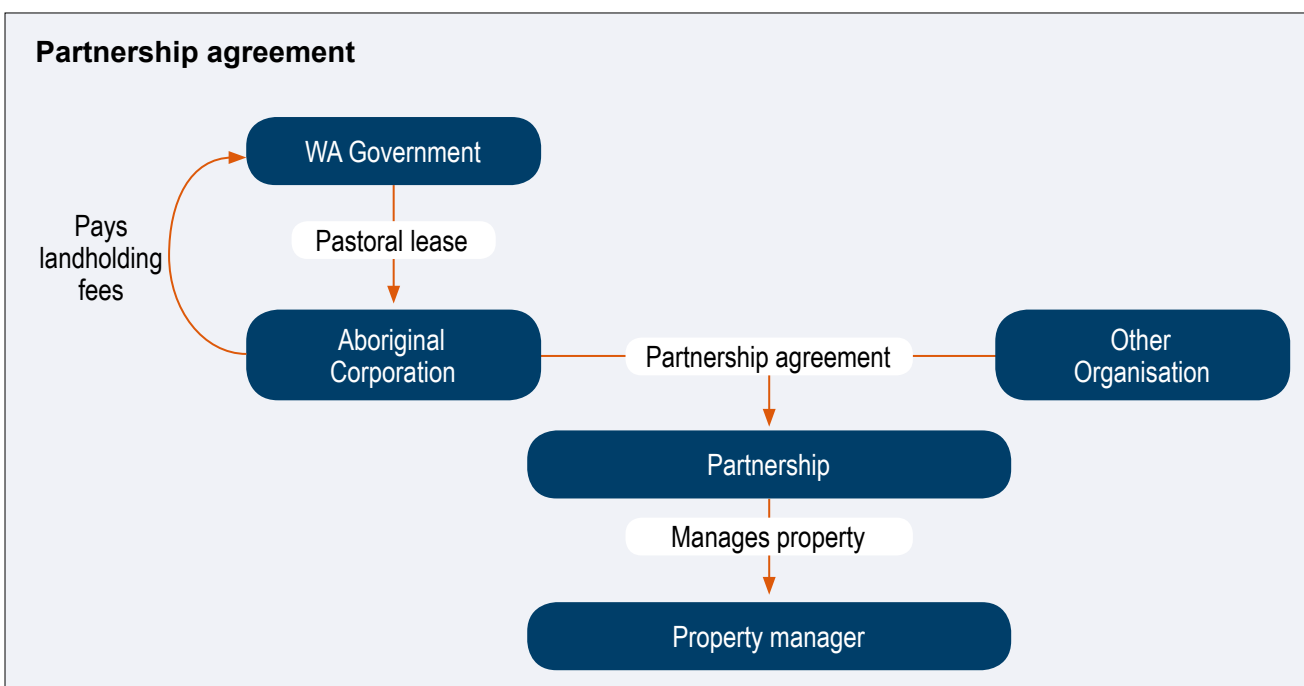 Partnership agreement
WA Government
Pays
landholding
fees
Pastoral lease
Aboriginal
Corporation
Partnership agreement
Other
Organisation
Partnership
Manages property
Property manager